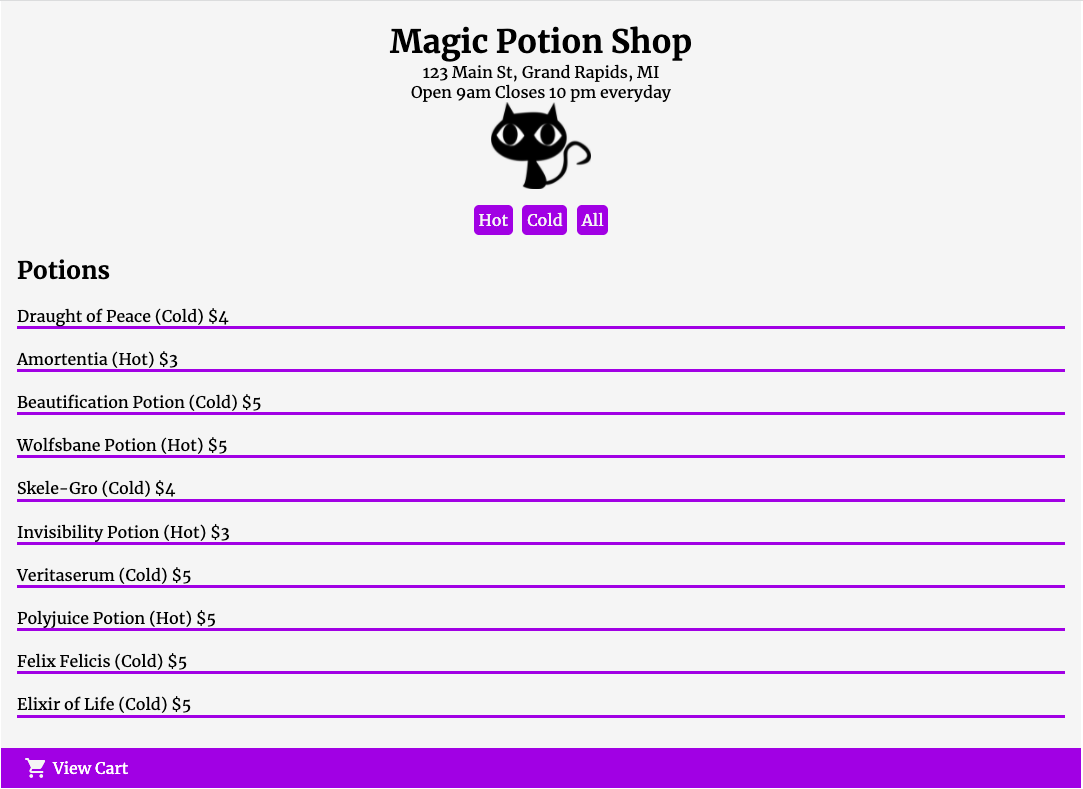 Magic Potion Shop
123 Main St, Grand Rapids, MI
Open 9am Closes 10 pm everyday
Hot Cold All
Potions
Draught of Peace (Cold) $4
Amortentia (Hot) $3
Beautification Potion (Cold) $5
Wolfsbane Potion (Hot) $5
Skele-Gro (Cold) $4
Invisibility Potion (Hot) $3
Veritaserum (Cold) $5
Polyjuice Potion (Hot) $5
Felix Felicis (Cold) $5
Elixir of Life (Cold) $5
View Cart